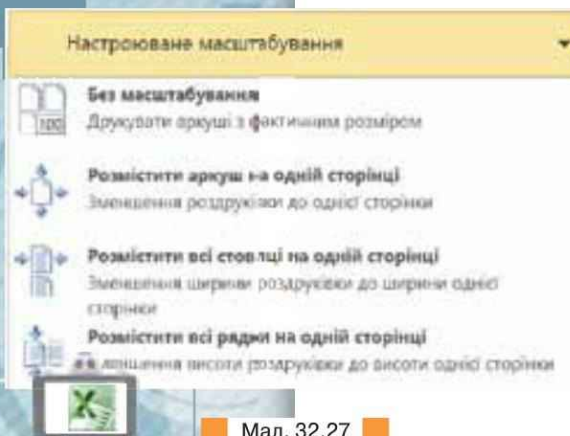 Настроюване масштабування
Без масштабування
100
Друкувати аркуші з фактичним розміром
Розмістити аркуш на одній сторінці
Зменшення роздруківки до однієї сторінки
Розмістити всі стовпці на одній сторінці
Зменшення ширини роздруківки до ширини однієї
сторінки
Розмістити всі рядки на одній сторінці
висоти роздруківки до висоти однієї сторінки
Мал. 32.27